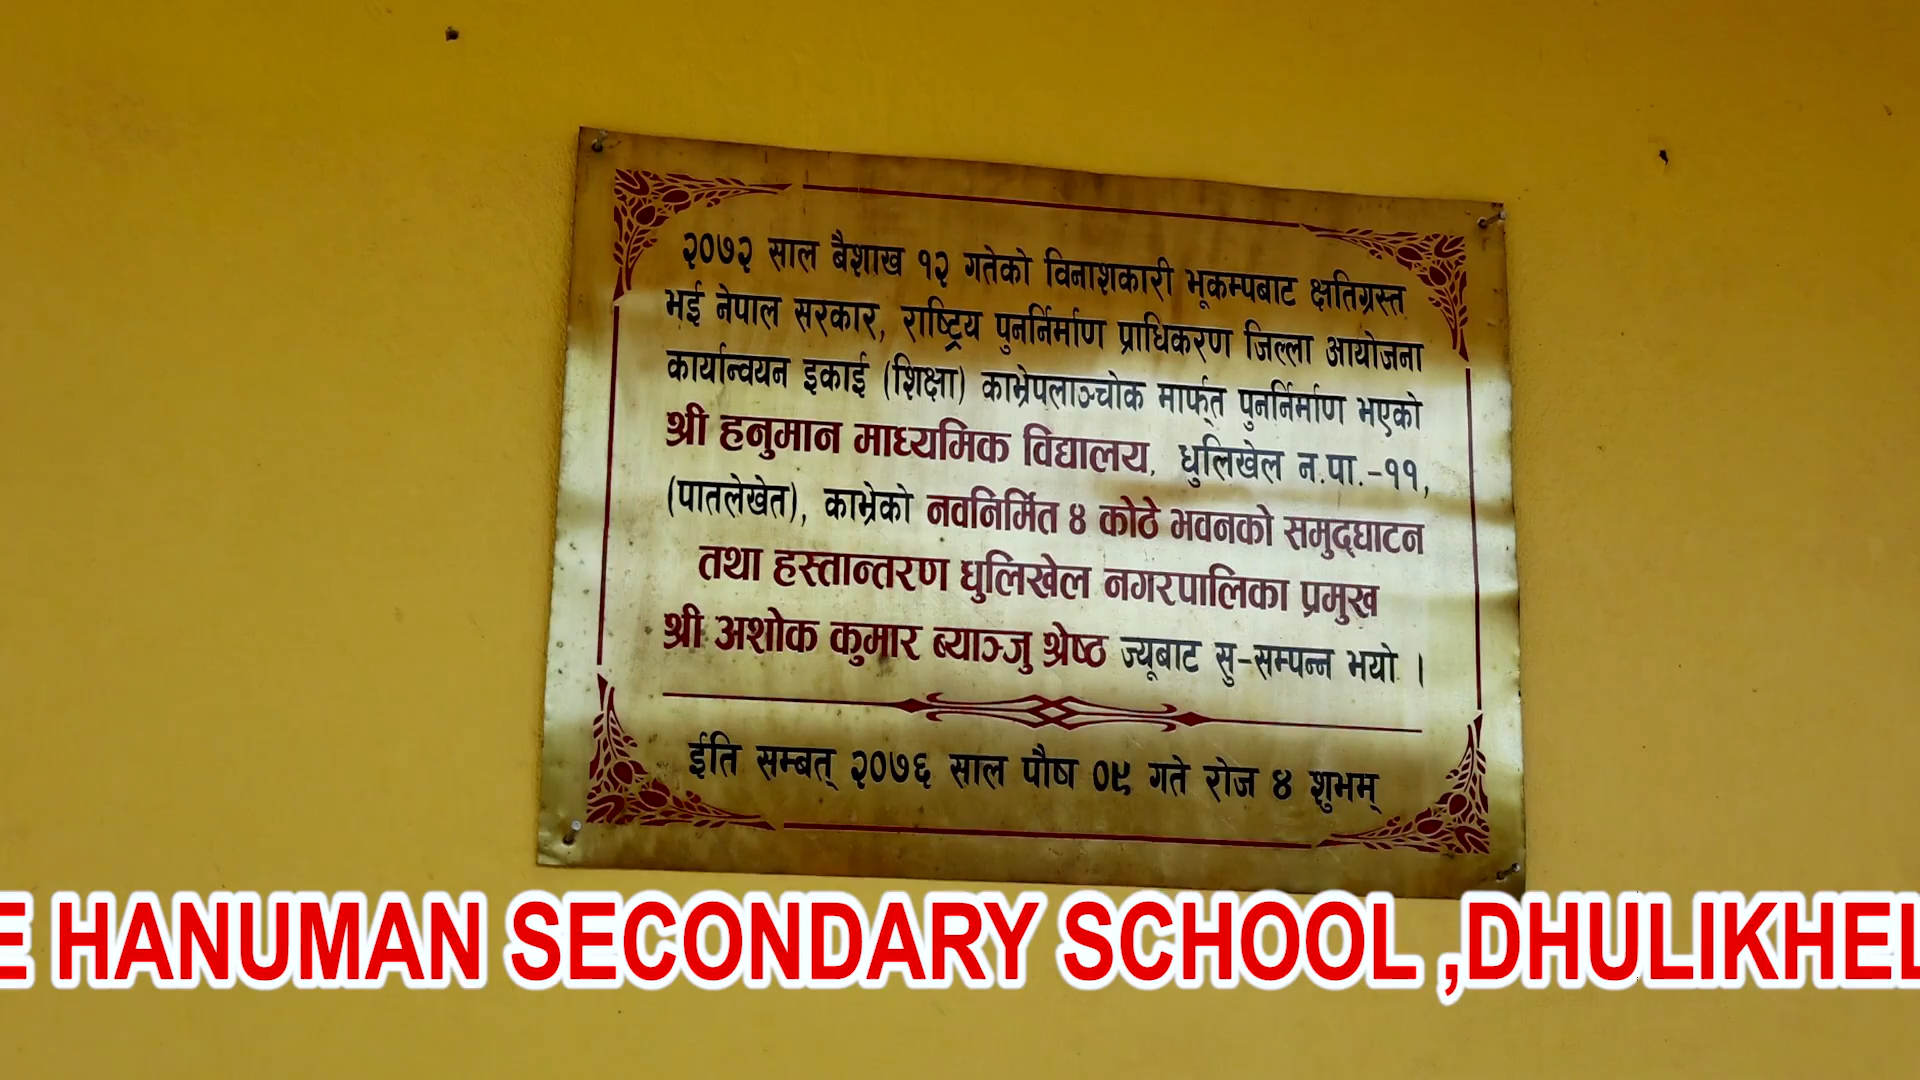 २०७२ साल बैशाख १२ गतेको विनाशकारी भूकम्पबाट क्षतिग्रस्त
भई नेपाल सरकार, राष्ट्रिय पुनर्निर्माण प्राधिकरण जिल्ला आयोजना
कार्यान्वयन इकाई (शिक्षा) काभ्रेपलाञ्चोक मार्फत् पुनर्निर्माण भएको
श्री हनुमान माध्यमिक विद्यालय, धुलिखेल न.पा.-११,
(पातलेखेत), काभ्रेको नवनिर्मित ४ कोठे भवनको समुद्घाटन
तथा हस्तान्तरण धुलिखेल नगरपालिका प्रमुख
श्री अशोक कुमार ब्याञ्जु श्रेष्ठ ज्यूबाट सु-सम्पन्न भयो ।
ईति सम्बत् २०७६ साल पौष ०९ गते रोज ४ शुभम्
E HANUMAN SECONDARY SCHOOL ,DHULIKHEL